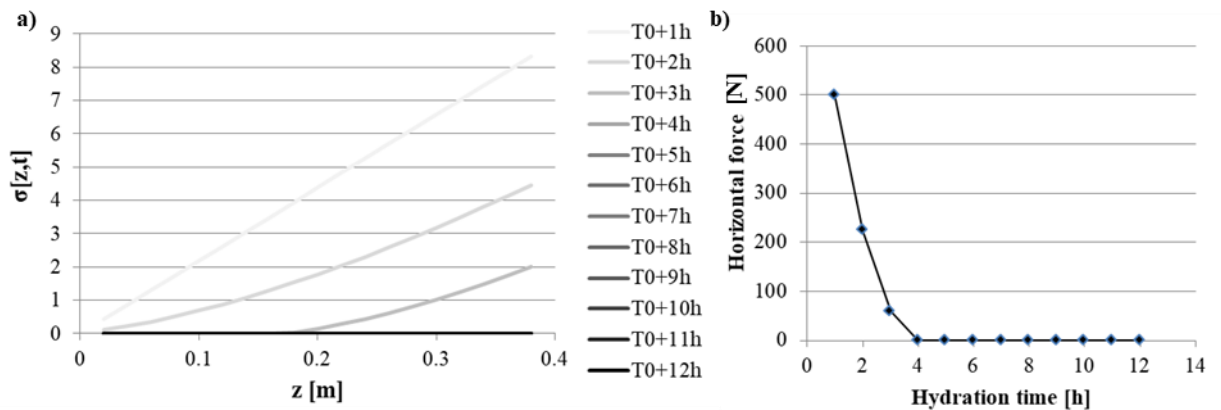 a)
9
8
7
6
5
4
3
2
1
0
σ[z,t]
0
0.1
0.2
0.3
0.4
z [m]
T0+1h
T0+2h
T0+3h
T0+4h
T0+5h
T0+6h
T0+7h
T0+8h
T0+9h
T0+10h
T0+11h
T0+12h
b)
600
500
400
300
200
100
0
Horizontal force [N]
0
2
4
6
8
10
12
14
Hydration time [h]